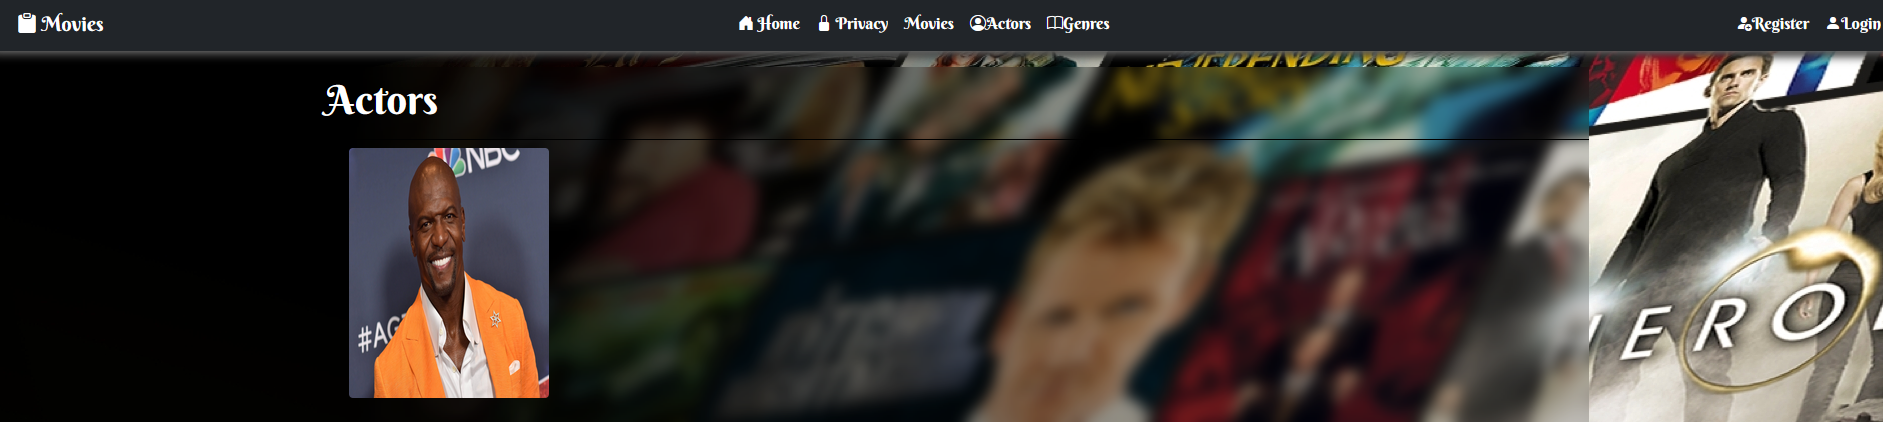 Movies
Home Privacy Movies Actors Genres
Register Login
Actors
NBC
#AG
ERO